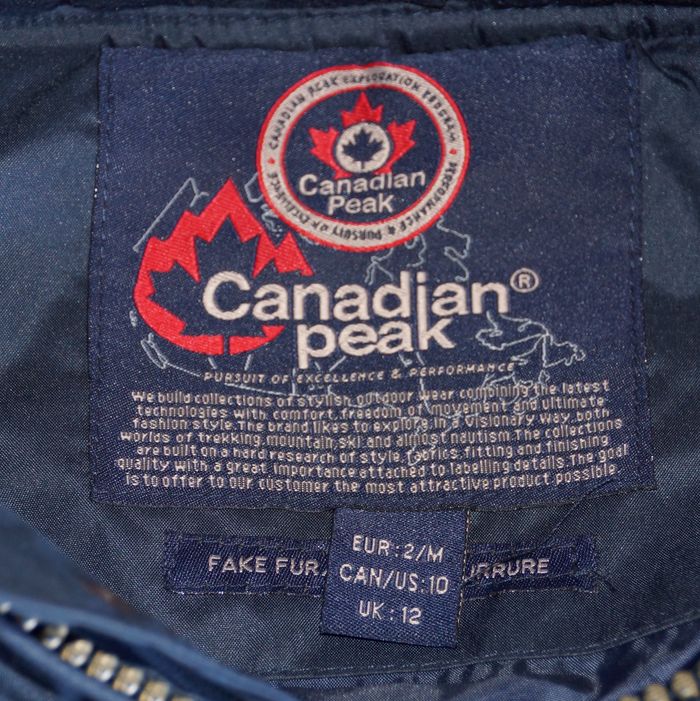 CANADIAN PEAK EXPLORATION PROGRAM
PERFORMANCE & PURSUIT OF EXCELLENCE
Canadian
Peak
Canadian®
peak
PURSUIT OF EXCELLENCE & PERFORMANCE
We build collections of stylish outdoor wear combining the latest
technologies with comfort, freedom of movement and ultimate
fashion style. The brand likes to explore, in a visionary way, both
worlds of trekking, mountain, ski and almost nautism. The collections
are built on a hard research of style, fabrics, fitting and finishing
quality with a great importance attached to labelling details. The goal
is to offer to our customer the most attractive product possible.
FAKE FUR
EUR: 2/M
CAN/US: 10
UK: 12